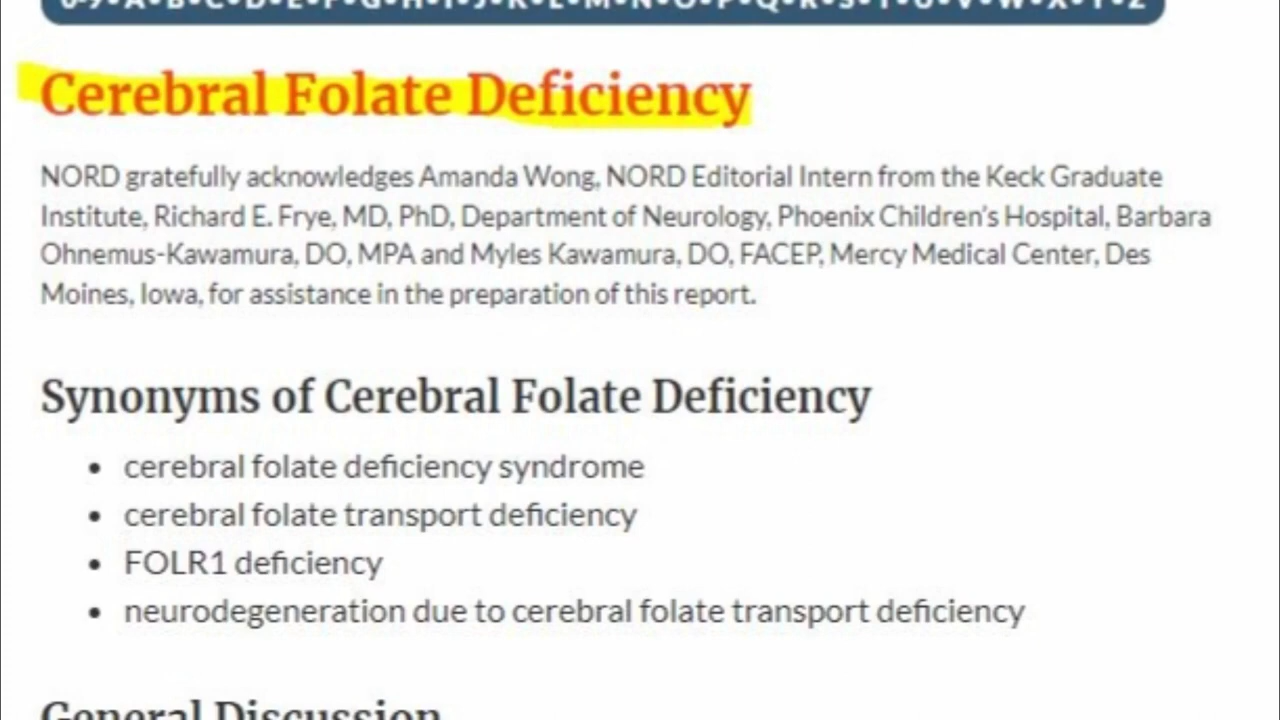 0-9 • A • B • C • D • E • F • G • H • I • J • K • L • M • N • O • P • Q • R • S • T • U • V • W • X • Y • Z
Cerebral Folate Deficiency
NORD gratefully acknowledges Amanda Wong, NORD Editorial Intern from the Keck Graduate
Institute, Richard E. Frye, MD, PhD, Department of Neurology, Phoenix Children's Hospital, Barbara
Ohnemus-Kawamura, DO, MPA and Myles Kawamura, DO, FACEP, Mercy Medical Center, Des
Moines, Iowa, for assistance in the preparation of this report.
Synonyms of Cerebral Folate Deficiency
• cerebral folate deficiency syndrome
• cerebral folate transport deficiency
• FOLR1 deficiency
• neurodegeneration due to cerebral folate transport deficiency
General Discussion